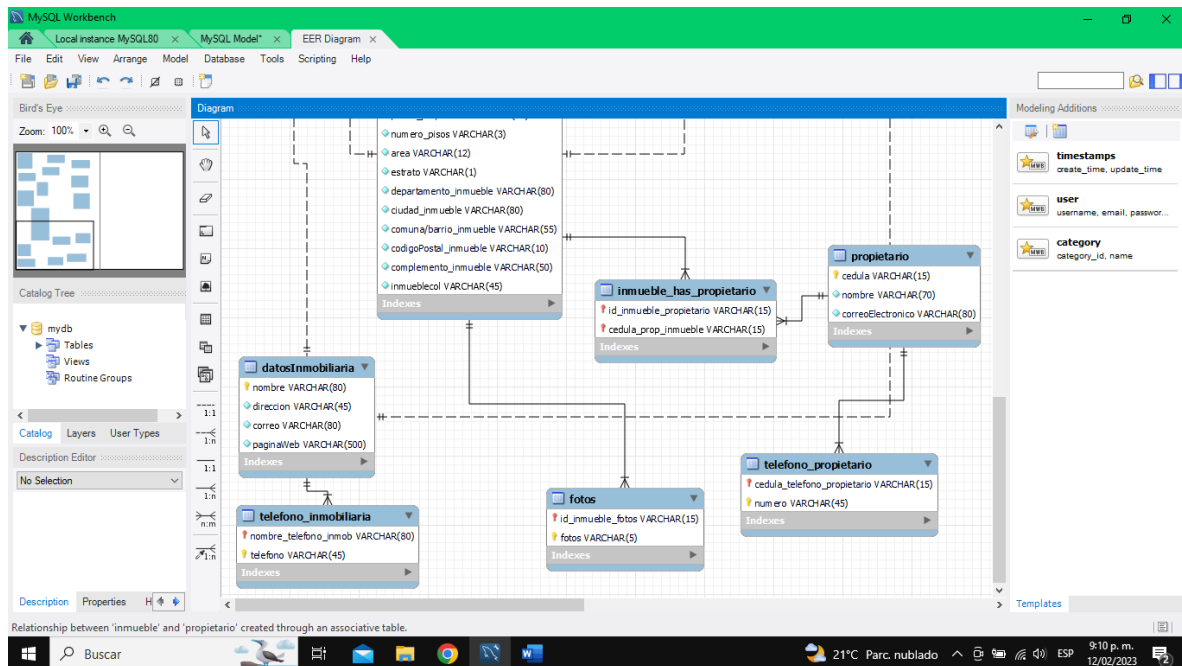 MySQL Workbench
Local instance MySQL80 × MySQL Model* × EER Diagram ×
File Edit View Arrange Model Database Tools Scripting Help
Bird's Eye
Zoom: 100%
Catalog Tree
mydb
Tables
Views
Routine Groups
Catalog Layers User Types
Description Editor
No Selection
Description Properties H
Diagram
1:1
1:n
1:1
1:n
n:m
1:n
numero_pisos VARCHAR(3)
area VARCHAR(12)
estrato VARCHAR(1)
departamento_inmueble VARCHAR(80)
ciudad_inmueble VARCHAR(80)
comuna/barrio_inmueble VARCHAR(55)
codigoPostal_inmueble VARCHAR(10)
complemento_inmueble VARCHAR(50)
inmueblecol VARCHAR(45)
Indexes
inmueble_has_propietario
id_inmueble_propietario VARCHAR(15)
cedula_prop_inmueble VARCHAR(15)
Indexes
propietario
cedula VARCHAR(15)
nombre VARCHAR(70)
correoElectronico VARCHAR(80)
Indexes
datosInmobiliaria
nombre VARCHAR(80)
direccion VARCHAR(45)
correo VARCHAR(80)
paginaWeb VARCHAR(500)
Indexes
telefono_inmobiliaria
nombre_telefono_inmob VARCHAR(80)
telefono VARCHAR(45)
Indexes
fotos
id_inmueble_fotos VARCHAR(15)
fotos VARCHAR(5)
Indexes
telefono_propietario
cedula_telefono_propietario VARCHAR(15)
numero VARCHAR(45)
Indexes
Modeling Additions
timestamps
create_time, update_time
user
username, email, passwor...
category
category_id, name
Templates
Relationship between 'inmueble' and 'propietario' created through an associative table.
Buscar
21°C Parc. nublado
ESP
9:10 p. m.
12/02/2023